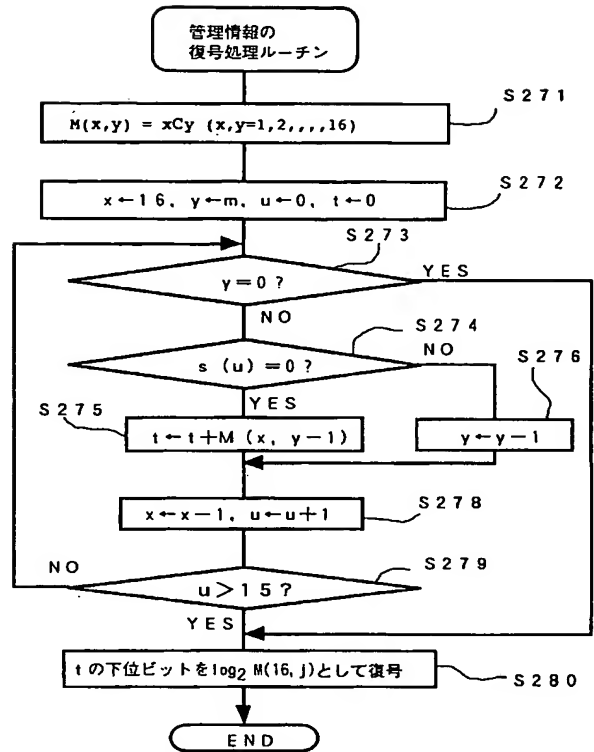 管理情報の
復号処理ルーチン
S271
M(x,y) = xCy (x,y=1,2,,,,16)
S272
x←16, y←m, u←0, t←0
S273
y=0?
YES
NO
S274
s(u)=0?
NO
S276
S275
YES
t←t+M(x, y-1)
y←y-1
S278
x←x-1, u←u+1
S279
NO
u>15?
YES
tの下位ビットをlog2 M(16,j)として復号
S280
END